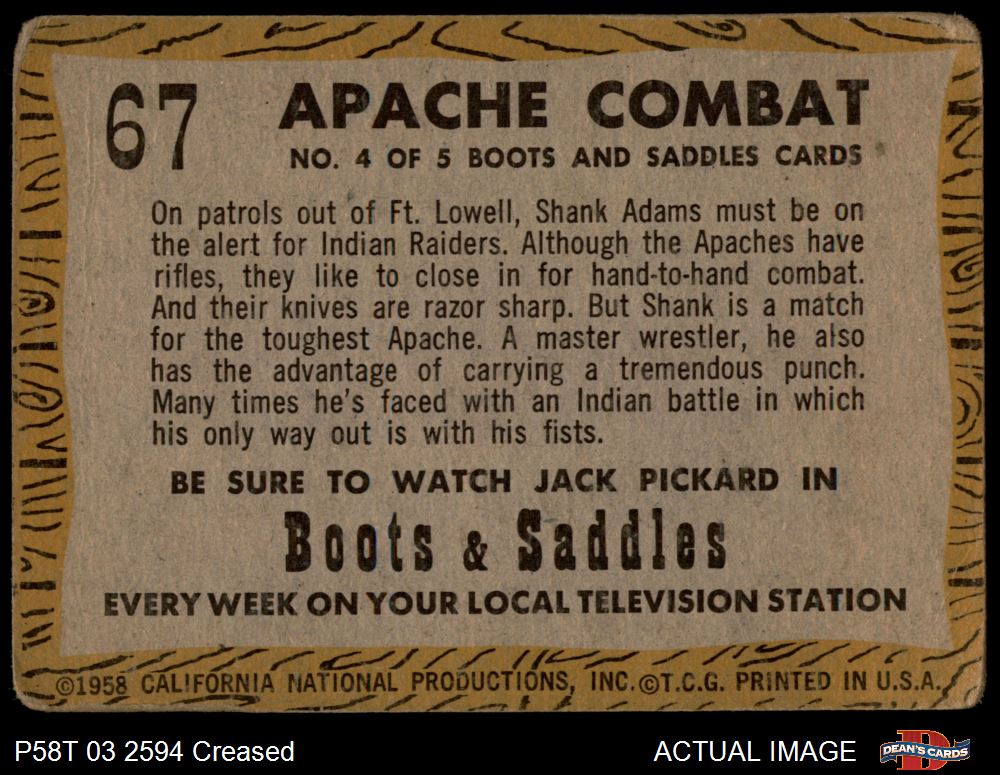 67
APACHE COMBAT
NO. 4 OF 5 BOOTS AND SADDLES CARDS
On patrols out of Ft. Lowell, Shank Adams must be on
the alert for Indian Raiders. Although the Apaches have
rifles, they like to close in for hand-to-hand combat.
And their knives are razor sharp. But Shank is a match
for the toughest Apache. A master wrestler, he also
has the advantage of carrying a tremendous punch.
Many times he's faced with an Indian battle in which
his only way out is with his fists.
BE SURE TO WATCH JACK PICKARD IN
Boots & Saddles
EVERY WEEK ON YOUR LOCAL TELEVISION STATION
©1958 CALIFORNIA NATIONAL PRODUCTIONS, INC. ©T.C.G. PRINTED IN U.S.A.
P58T 03 2594 Creased
ACTUAL IMAGE
D
DEAN'S CARDS